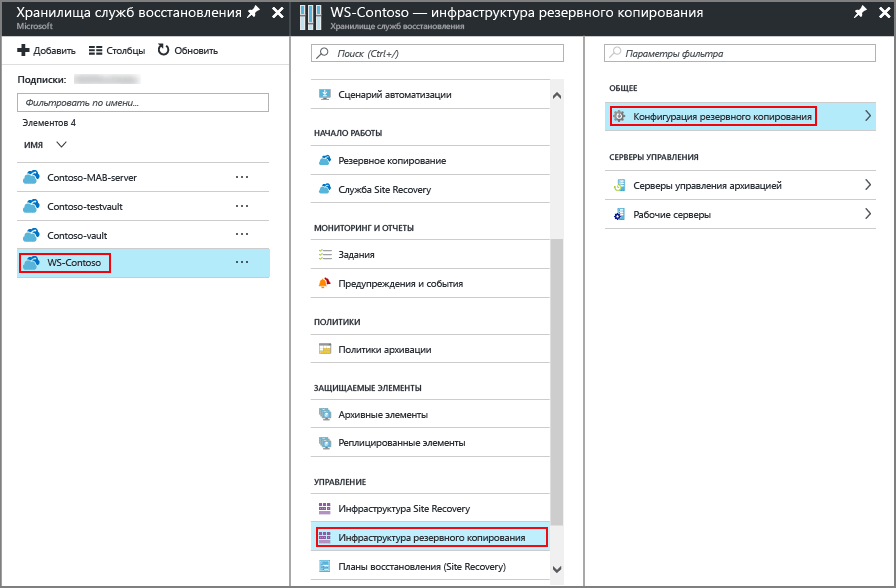 Хранилища служб восстановления
Microsoft
Добавить Столбцы Обновить
Подписки:
Фильтровать по имени...
Элементов 4
ИМЯ
Contoso-MAB-server
Contoso-testvault
Contoso-vault
WS-Contoso
WS-Contoso — инфраструктура резервного копирования
Хранилище служб восстановления
Поиск (Ctrl+/)
Сценарий автоматизации
НАЧАЛО РАБОТЫ
Резервное копирование
Служба Site Recovery
МОНИТОРИНГ И ОТЧЕТЫ
Задания
Предупреждения и события
ПОЛИТИКИ
Политики архивации
ЗАЩИЩАЕМЫЕ ЭЛЕМЕНТЫ
Архивные элементы
Реплицированные элементы
УПРАВЛЕНИЕ
Инфраструктура Site Recovery
Инфраструктура резервного копирования
Планы восстановления (Site Recovery)
Параметры фильтра
ОБЩЕЕ
Конфигурация резервного копирования
СЕРВЕРЫ УПРАВЛЕНИЯ
Серверы управления архивацией
Рабочие серверы